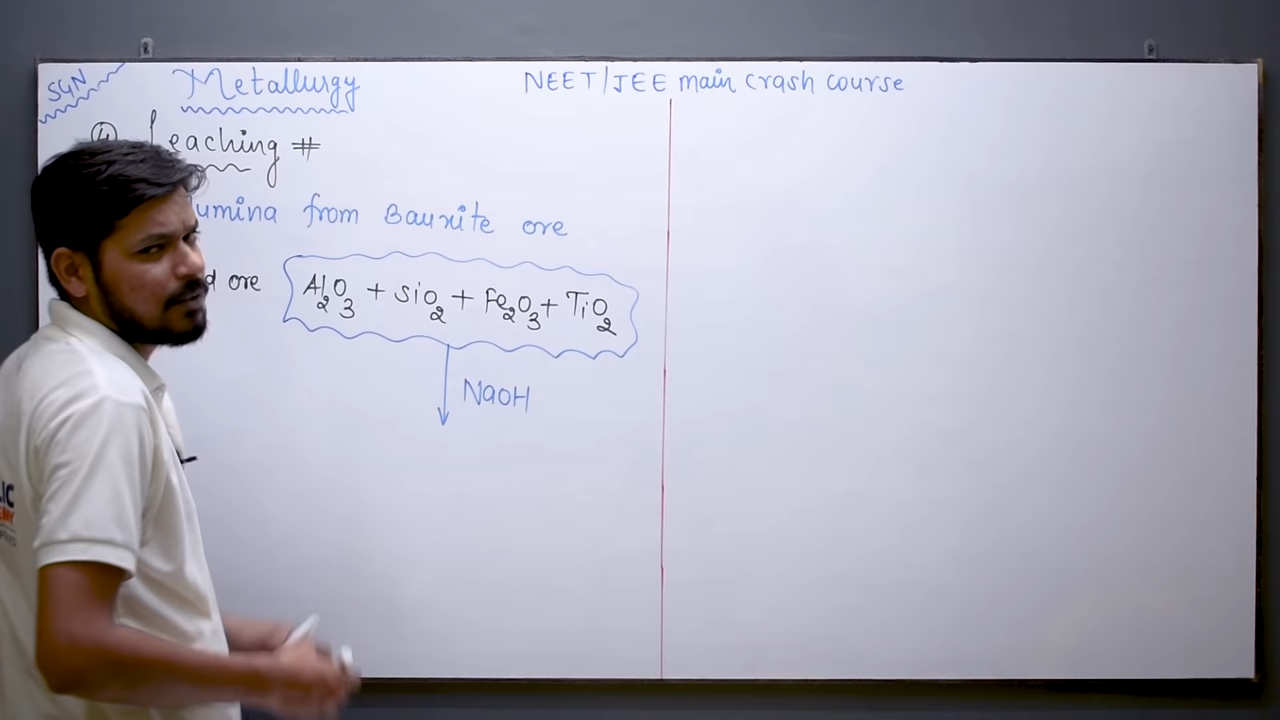 SGN
Metallurgy
NEET/JEE main crash course
④ Leaching #
umina from Bauxite ore
d ore Al₂O₃ + SiO₂ + Fe₂O₃ + TiO₂
NaOH